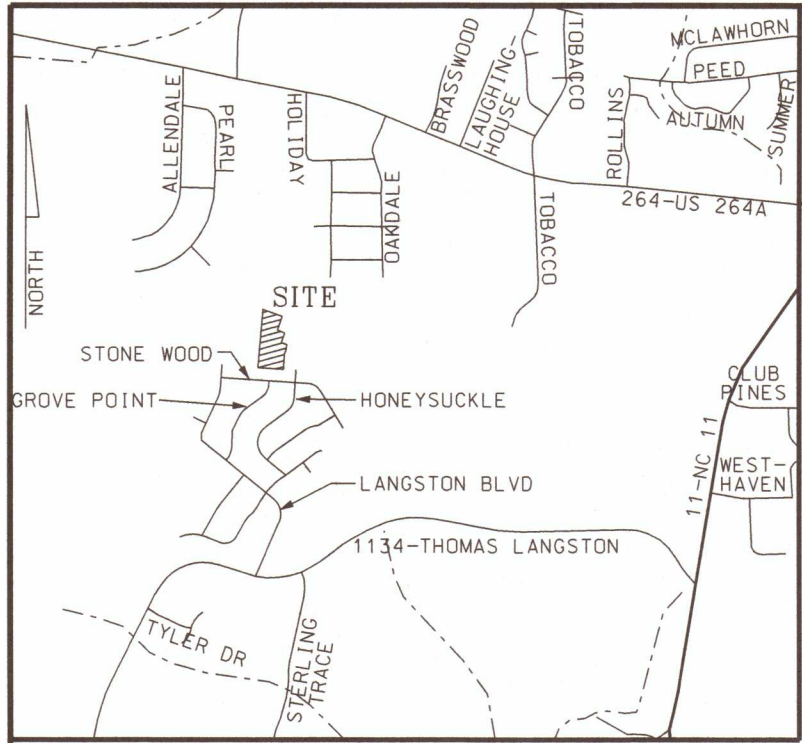 MCLAWHORN
PEED
AUTUMN
SUMMER
ROLLINS
TOBACCO
BRASSWOOD
LAUGHING-
HOUSE
HOLIDAY
PEARL
ALLENDALE
OAKDALE
TOBACCO
264-US 264A
NORTH
SITE
STONE WOOD
GROVE POINT
HONEYSUCKLE
CLUB
PINES
11-NC 11
WEST-
HAVEN
LANGSTON BLVD
1134-THOMAS LANGSTON
TYLER DR
STERLING
TRACE